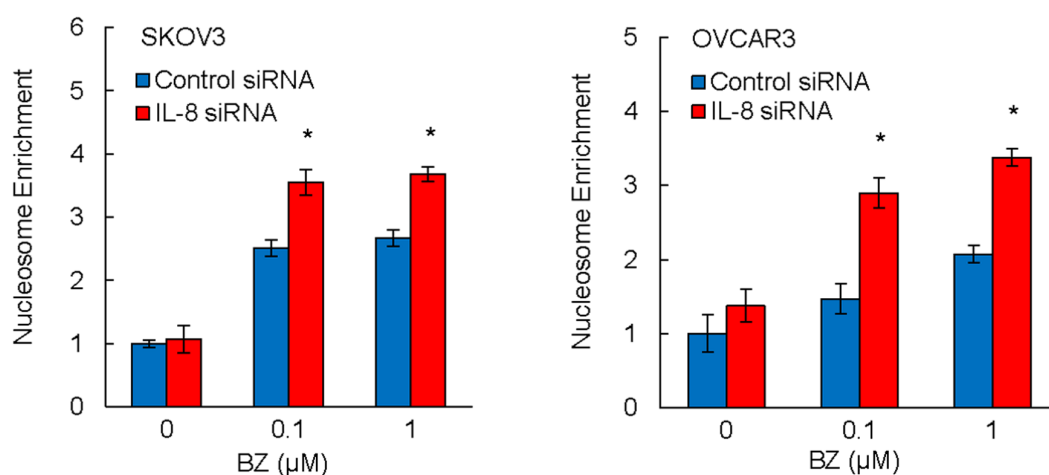 SKOV3
Control siRNA
IL-8 siRNA
Nucleosome Enrichment
6
5
4
3
2
1
0
* *
0 0.1 1
BZ (µM)
OVCAR3
Control siRNA
IL-8 siRNA
Nucleosome Enrichment
5
4
3
2
1
0
* *
0 0.1 1
BZ (µM)